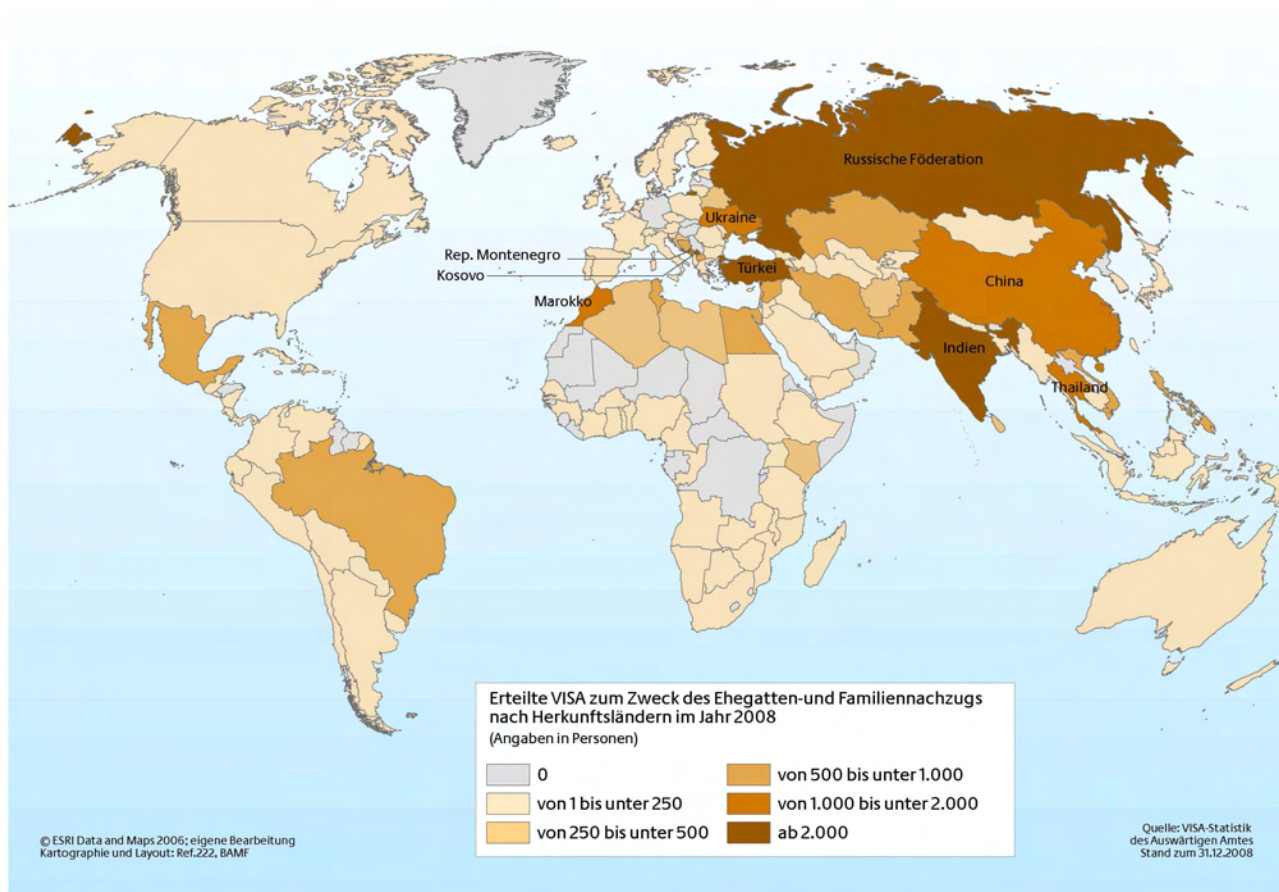 Russische Föderation
Ukraine
Rep. Montenegro
Kosovo
Türkei
China
Marokko
Indien
Thailand
Erteilte VISA zum Zweck des Ehegatten-und Familiennachzugs
nach Herkunftsländern im Jahr 2008
(Angaben in Personen)
0
von 1 bis unter 250
von 250 bis unter 500
von 500 bis unter 1.000
von 1.000 bis unter 2.000
ab 2.000
© ESRI Data and Maps 2006; eigene Bearbeitung
Kartographie und Layout: Ref.222, BAMF
Quelle: VISA-Statistik
des Auswärtigen Amtes
Stand zum 31.12.2008